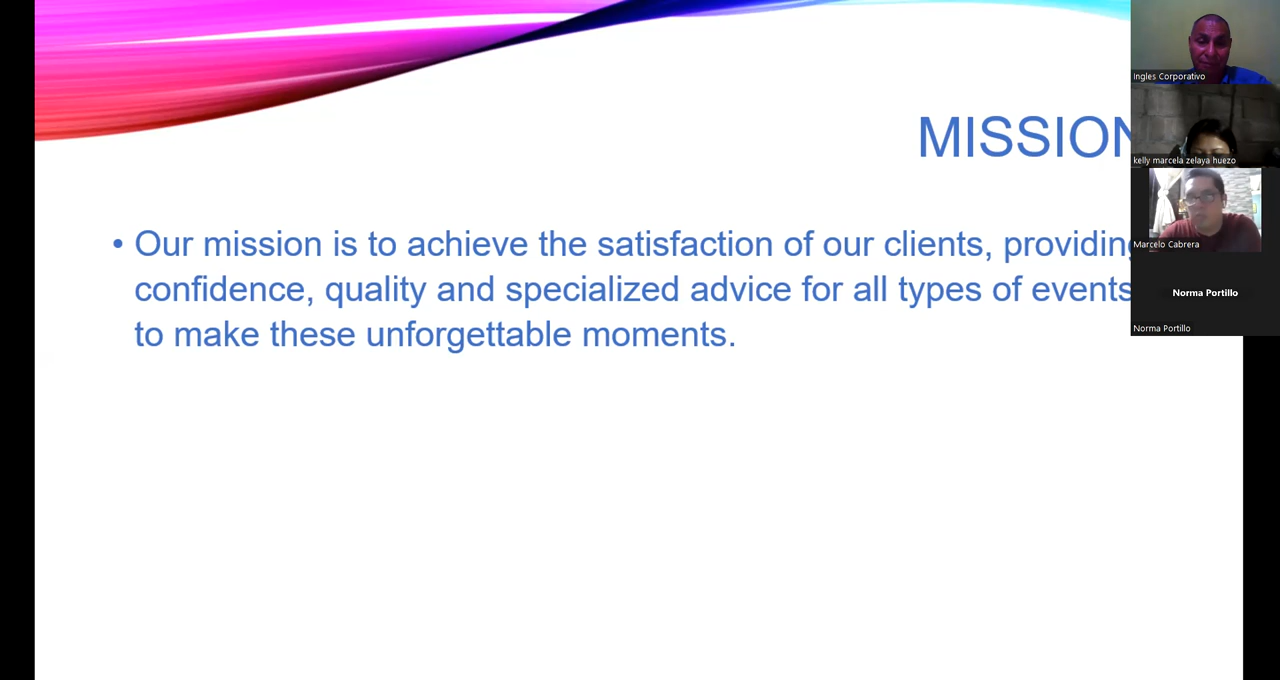 MISSION
• Our mission is to achieve the satisfaction of our clients, providing
confidence, quality and specialized advice for all types of events
to make these unforgettable moments.
Ingles Corporativo
kelly marcela zelaya huezo
Marcelo Cabrera
Norma Portillo
Norma Portillo